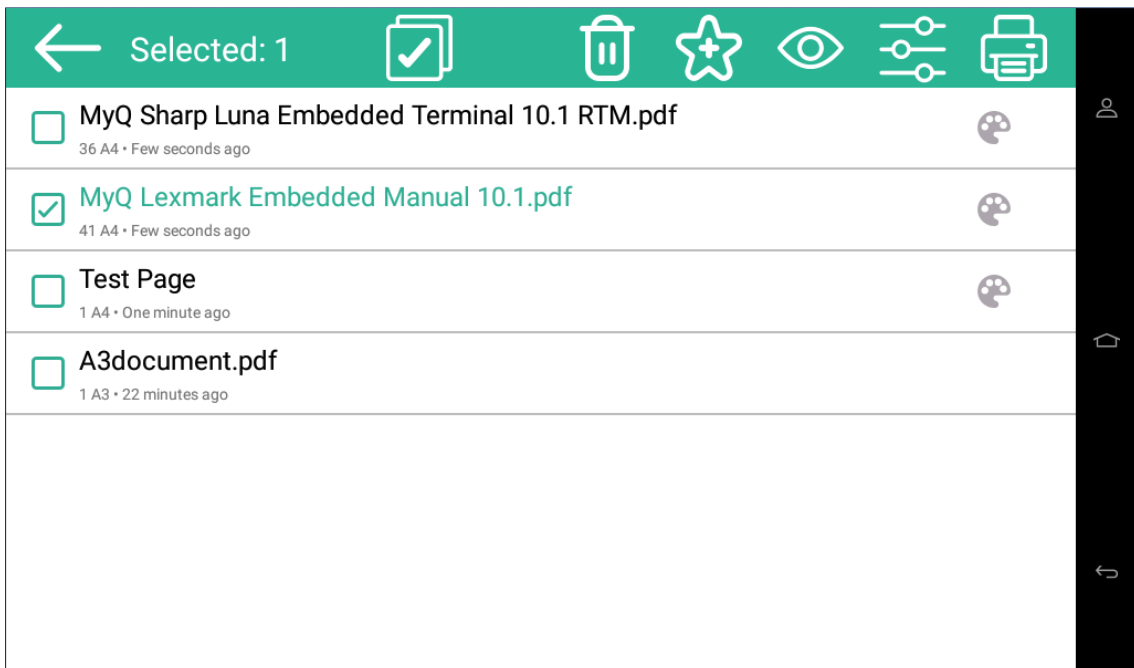 Selected: 1
MyQ Sharp Luna Embedded Terminal 10.1 RTM.pdf
36 A4 • Few seconds ago
MyQ Lexmark Embedded Manual 10.1.pdf
41 A4 • Few seconds ago
Test Page
1 A4 • One minute ago
A3document.pdf
1 A3 • 22 minutes ago